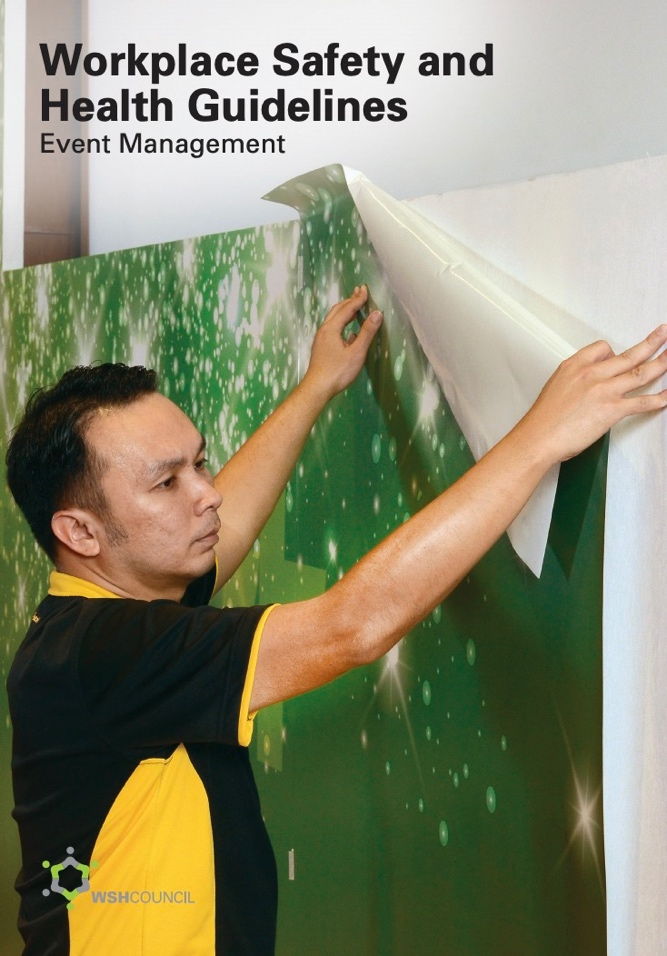 Workplace Safety and
Health Guidelines
Event Management
WSHCOUNCIL